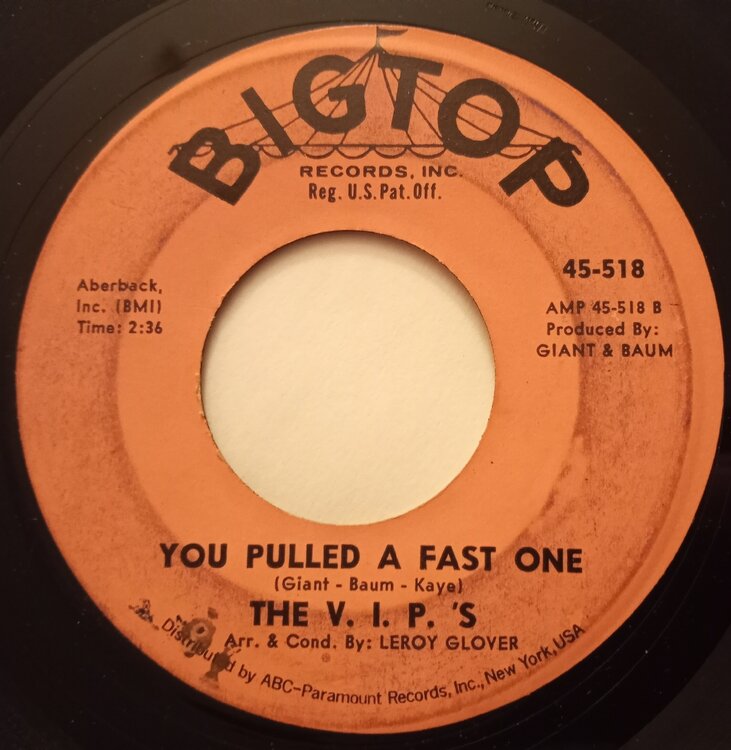 BIGTOP
RECORDS, INC.
Reg. U.S. Pat. Off.
45-518
Aberback,
Inc. (BMI)
Time: 2:36
AMP 45-518 B
Produced By:
GIANT & BAUM
YOU PULLED A FAST ONE
(Giant - Baum - Kaye)
THE V. I. P. 'S
Arr. & Cond. By: LEROY GLOVER
Distributed by ABC-Paramount Records, Inc., New York, USA